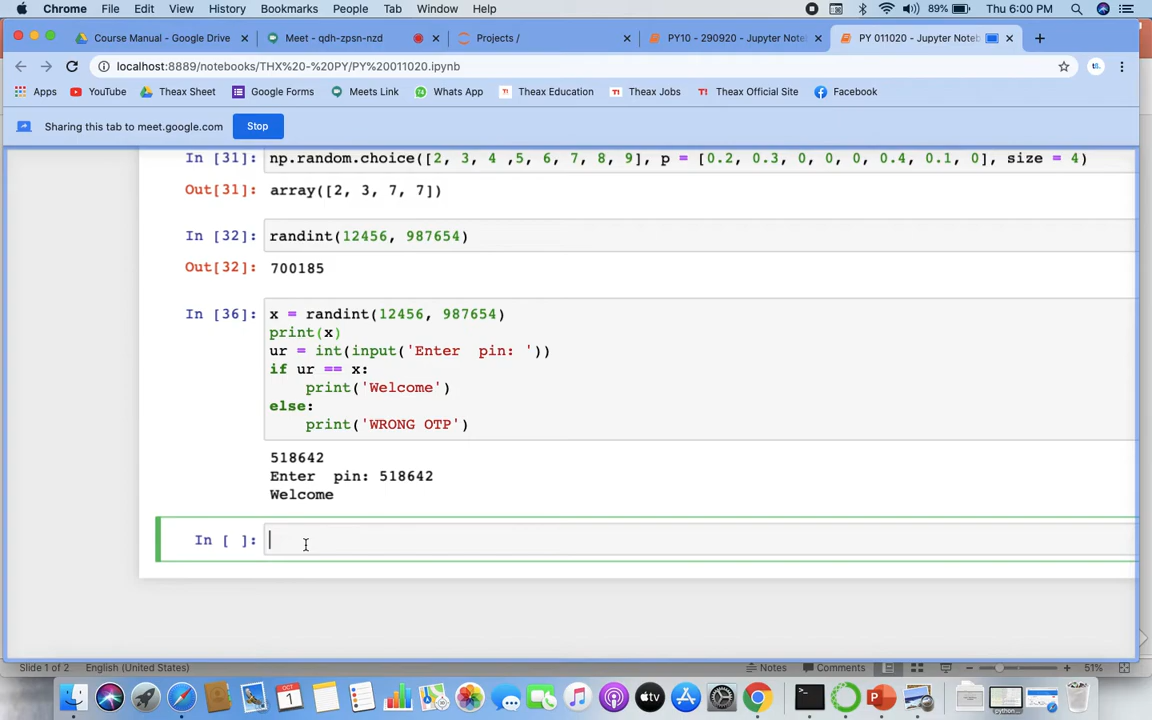 Chrome File Edit View History Bookmarks People Tab Window Help 89% Thu 6:00 PM
Course Manual - Google Drive Meet - qdh-zpsn-nzd Projects / PY10 - 290920 - Jupyter Note PY 011020 - Jupyter Noteb
localhost:8889/notebooks/THX%20-%20PY/PY%20011020.ipynb
Apps YouTube Theax Sheet Google Forms Meets Link Whats App Theax Education Theax Jobs Theax Official Site Facebook
Sharing this tab to meet.google.com Stop
In [31]: np.random.choice([2, 3, 4 ,5, 6, 7, 8, 9], p = [0.2, 0.3, 0, 0, 0, 0.4, 0.1, 0], size = 4)
Out[31]: array([2, 3, 7, 7])
In [32]: randint(12456, 987654)
Out[32]: 700185
In [36]: x = randint(12456, 987654)
print(x)
ur = int(input('Enter  pin: '))
if ur == x:
    print('Welcome')
else:
    print('WRONG OTP')
518642
Enter  pin: 518642
Welcome
In [ ]:
Slide 1 of 2 English (United States) Notes Comments 51%
OCT 1 tv python...